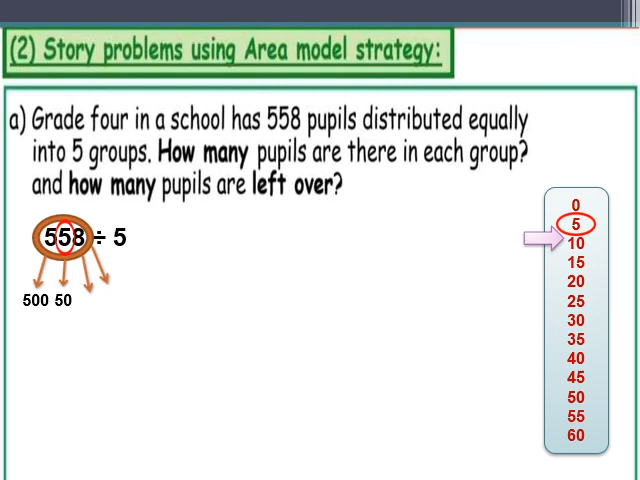 (2) Story problems using Area model strategy:
a) Grade four in a school has 558 pupils distributed equally
into 5 groups. How many pupils are there in each group?
and how many pupils are left over?
558 ÷ 5
500 50
0
5
10
15
20
25
30
35
40
45
50
55
60